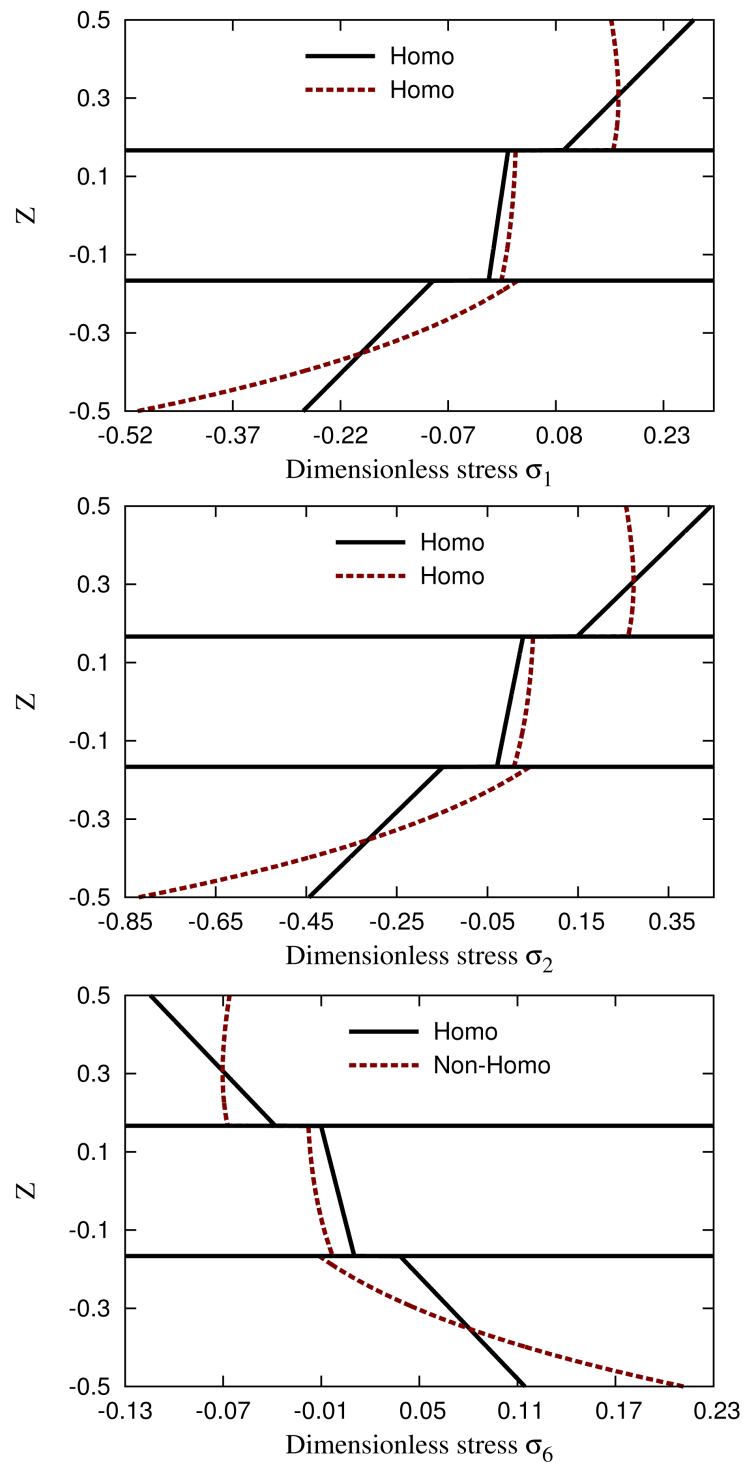 0.5
Homo
Homo
0.3
0.1
Z
-0.1
-0.3
-0.5
-0.52 -0.37 -0.22 -0.07 0.08 0.23
Dimensionless stress σ1
0.5
Homo
Homo
0.3
0.1
Z
-0.1
-0.3
-0.5
-0.85 -0.65 -0.45 -0.25 -0.05 0.15 0.35
Dimensionless stress σ2
0.5
Homo
Non-Homo
0.3
0.1
Z
-0.1
-0.3
-0.5
-0.13 -0.07 -0.01 0.05 0.11 0.17 0.23
Dimensionless stress σ6